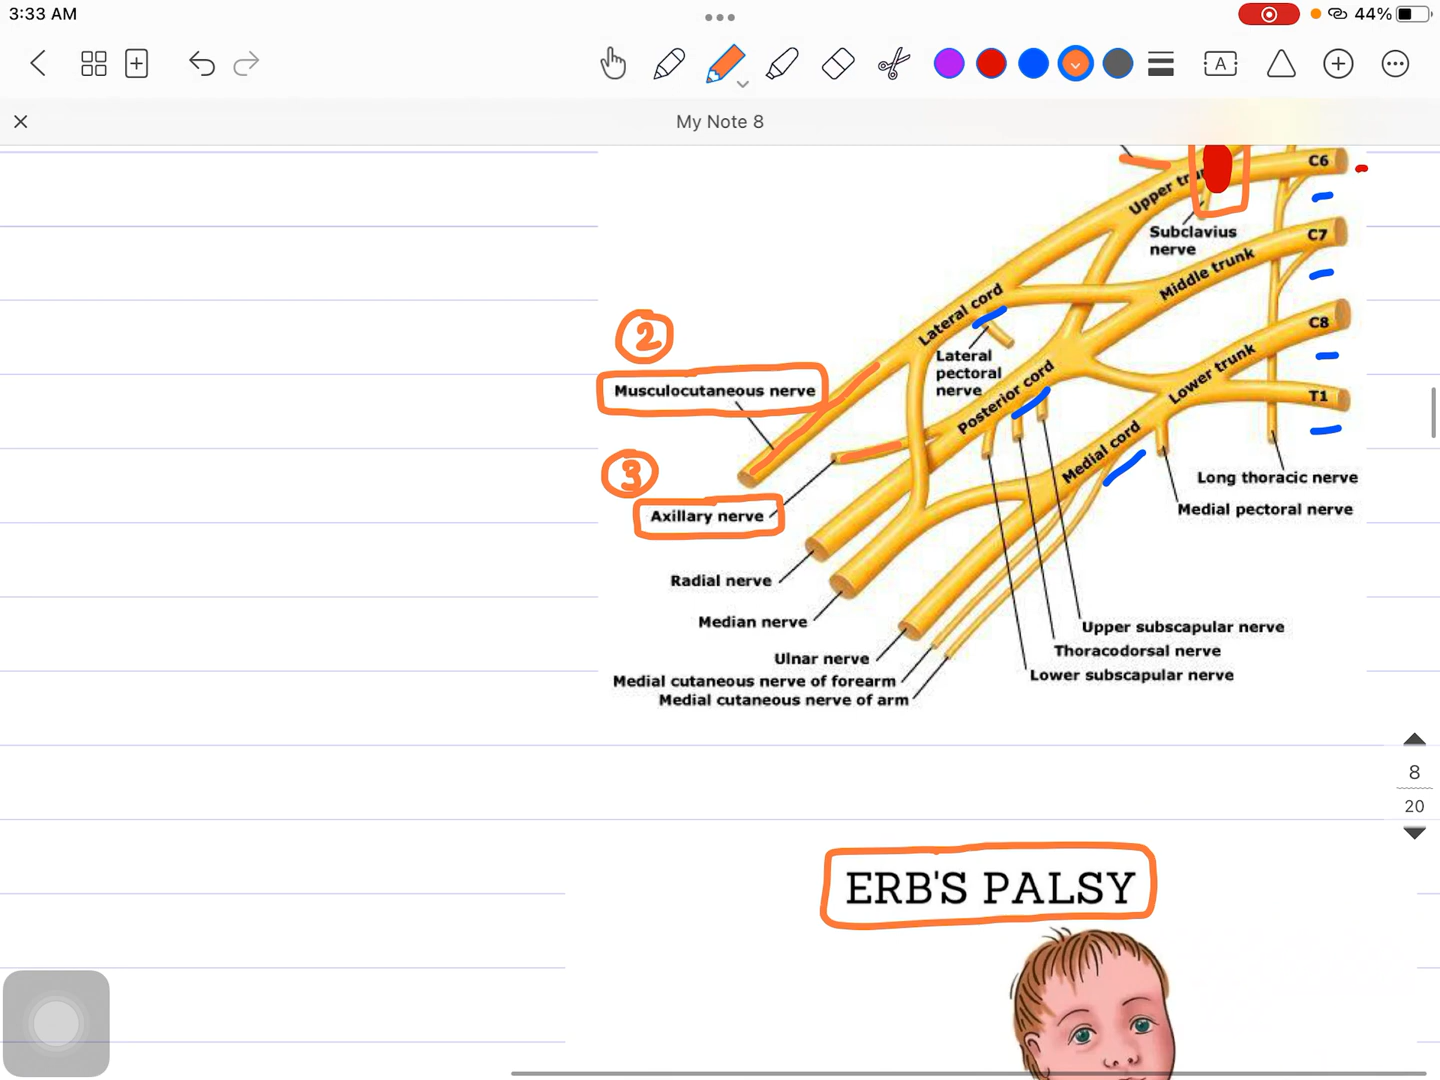 3:33 AM
44%
A
My Note 8
C6
Upper trun
Subclavius
nerve
C7
Middle trunk
Lateral cord
C8
2
Lateral
pectoral
nerve
Lower trunk
Musculocutaneous nerve
Posterior cord
T1
Medial cord
3
Long thoracic nerve
Axillary nerve
Medial pectoral nerve
Radial nerve
Median nerve
Upper subscapular nerve
Ulnar nerve
Thoracodorsal nerve
Medial cutaneous nerve of forearm
Lower subscapular nerve
Medial cutaneous nerve of arm
8
20
ERB'S PALSY